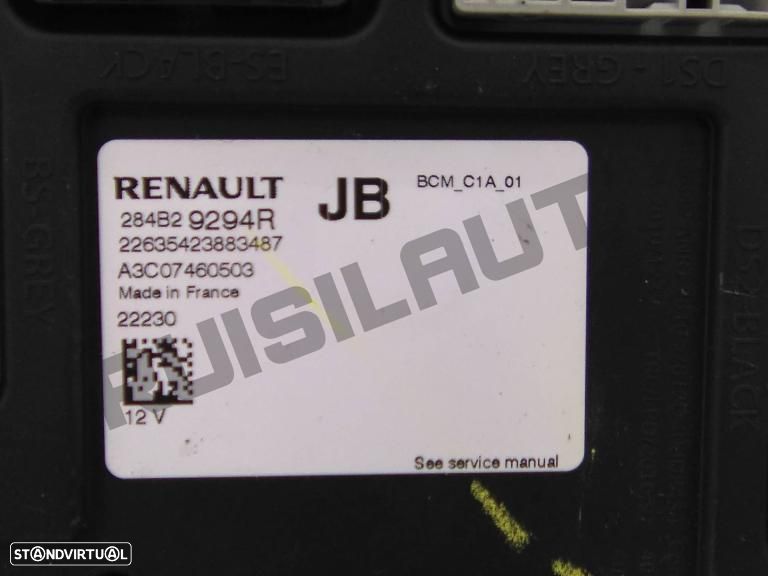 ES-BLACK
DS1 - GREY
BS-GREY
RENAULT JB BCM_C1A_01
284B2 9294R
22635423883487
A3C07460503
Made in France
22230
12 V
See service manual
DS2 BLACK
RUISILAUT
STANDVIRTUAL